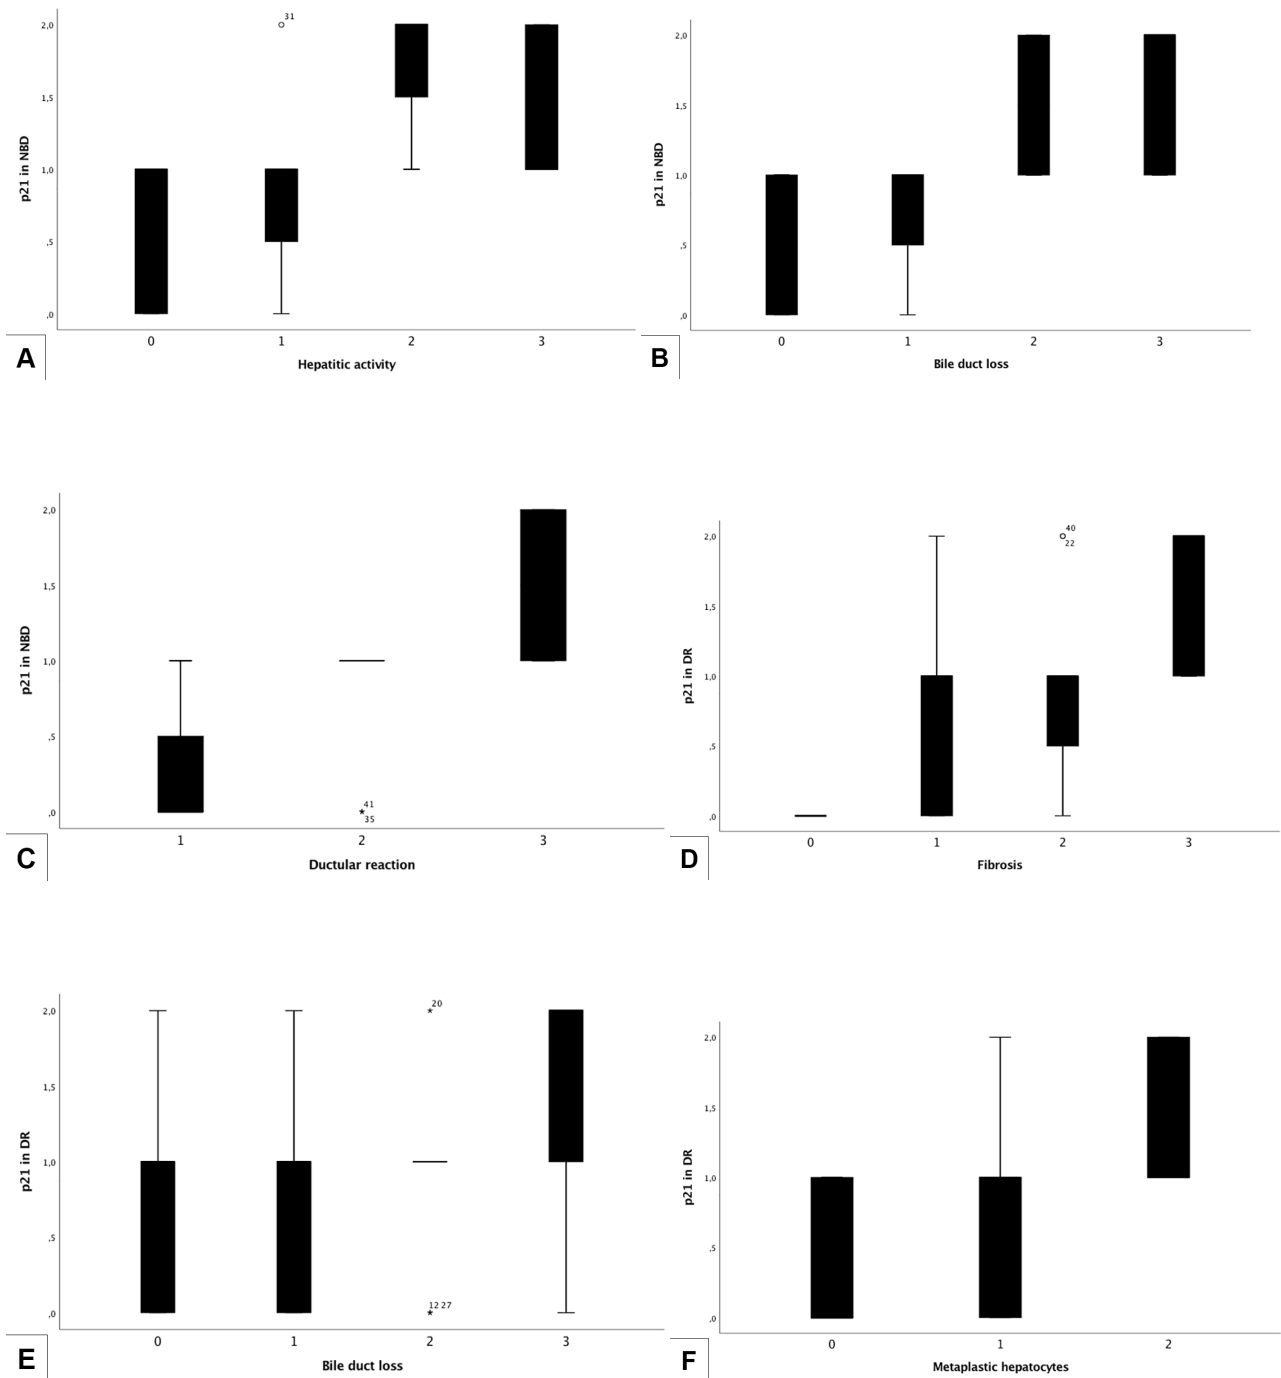 2,0
1,5
1,0
,5
,0
p21 in NBD
31
0 1 2 3
Hepatitic activity
A
2,0
1,5
1,0
,5
,0
p21 in NBD
0 1 2 3
Bile duct loss
B
2,0
1,5
1,0
,5
,0
p21 in NBD
41
35
1 2 3
Ductular reaction
C
2,0
1,5
1,0
,5
,0
p21 in DR
40
22
0 1 2 3
Fibrosis
D
2,0
1,5
1,0
,5
,0
p21 in DR
20
12 27
0 1 2 3
Bile duct loss
E
2,0
1,5
1,0
,5
,0
p21 in DR
0 1 2
Metaplastic hepatocytes
F